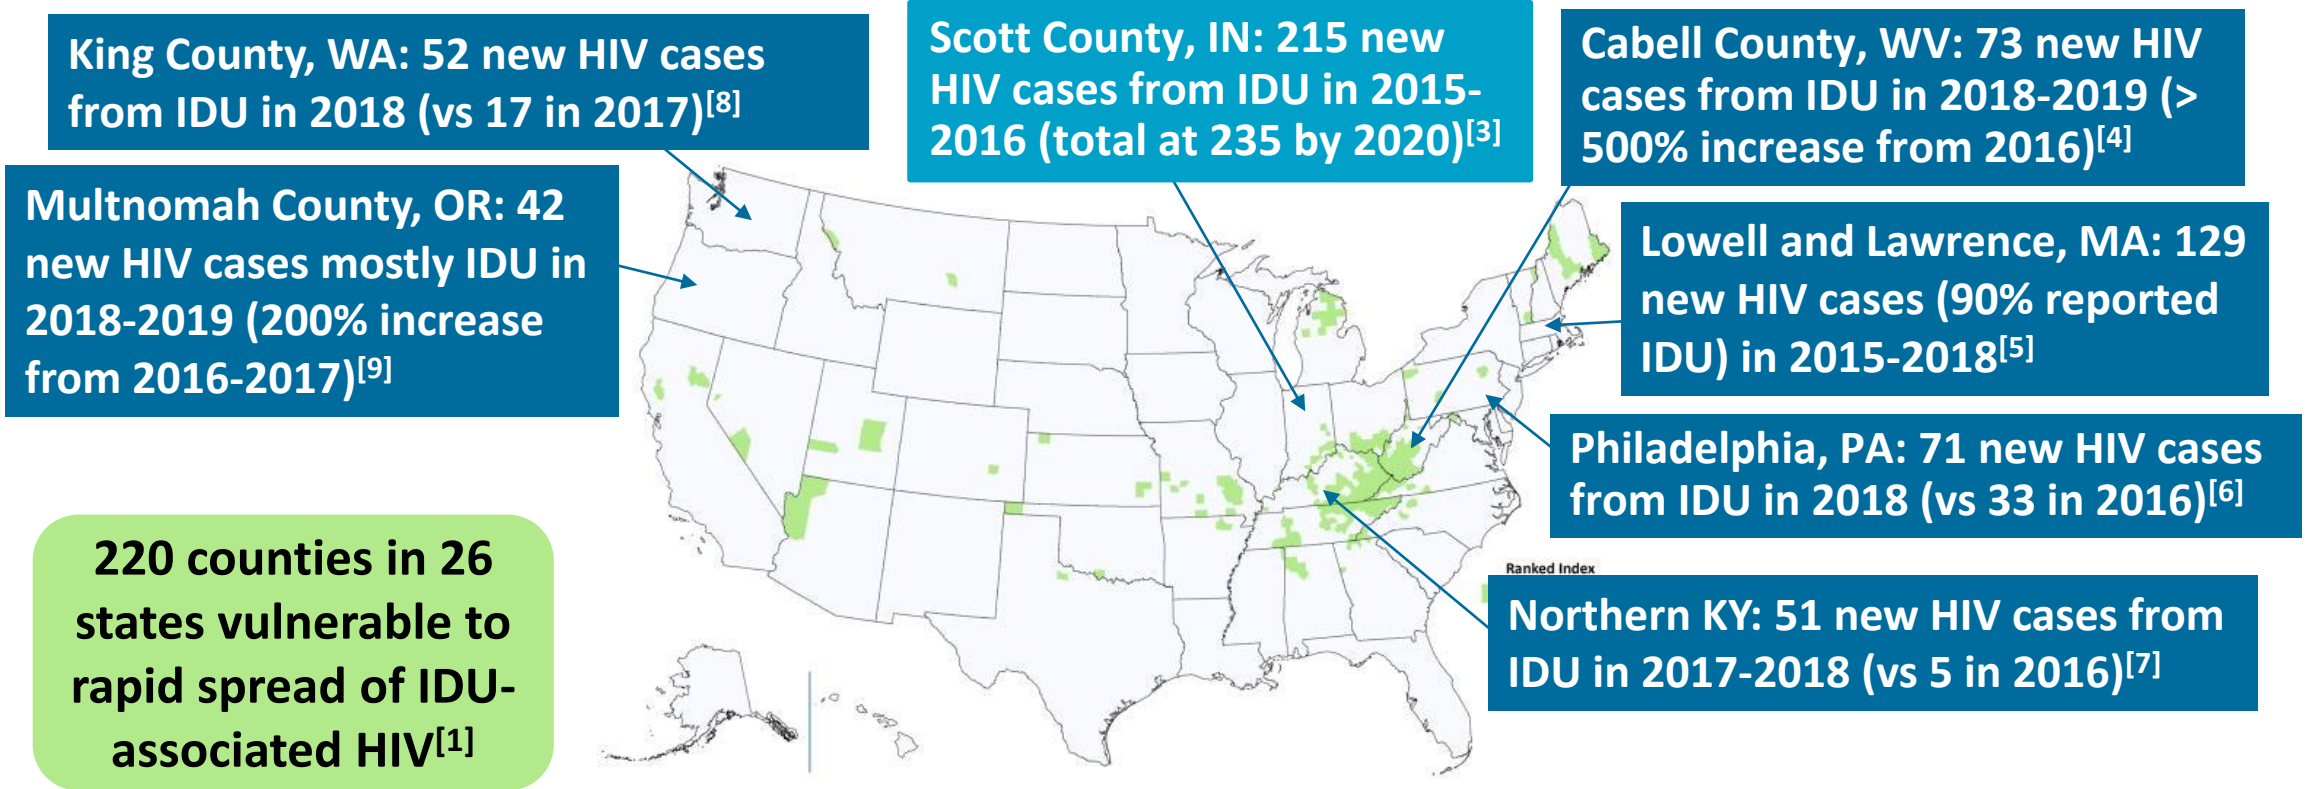 King County, WA: 52 new HIV cases
from IDU in 2018 (vs 17 in 2017)[8]
Scott County, IN: 215 new
HIV cases from IDU in 2015-
2016 (total at 235 by 2020)[3]
Cabell County, WV: 73 new HIV
cases from IDU in 2018-2019 (>
500% increase from 2016)[4]
Multnomah County, OR: 42
new HIV cases mostly IDU in
2018-2019 (200% increase
from 2016-2017)[9]
Lowell and Lawrence, MA: 129
new HIV cases (90% reported
IDU) in 2015-2018[5]
Philadelphia, PA: 71 new HIV cases
from IDU in 2018 (vs 33 in 2016)[6]
220 counties in 26
states vulnerable to
rapid spread of IDU-
associated HIV[1]
Ranked Index
Northern KY: 51 new HIV cases from
IDU in 2017-2018 (vs 5 in 2016)[7]